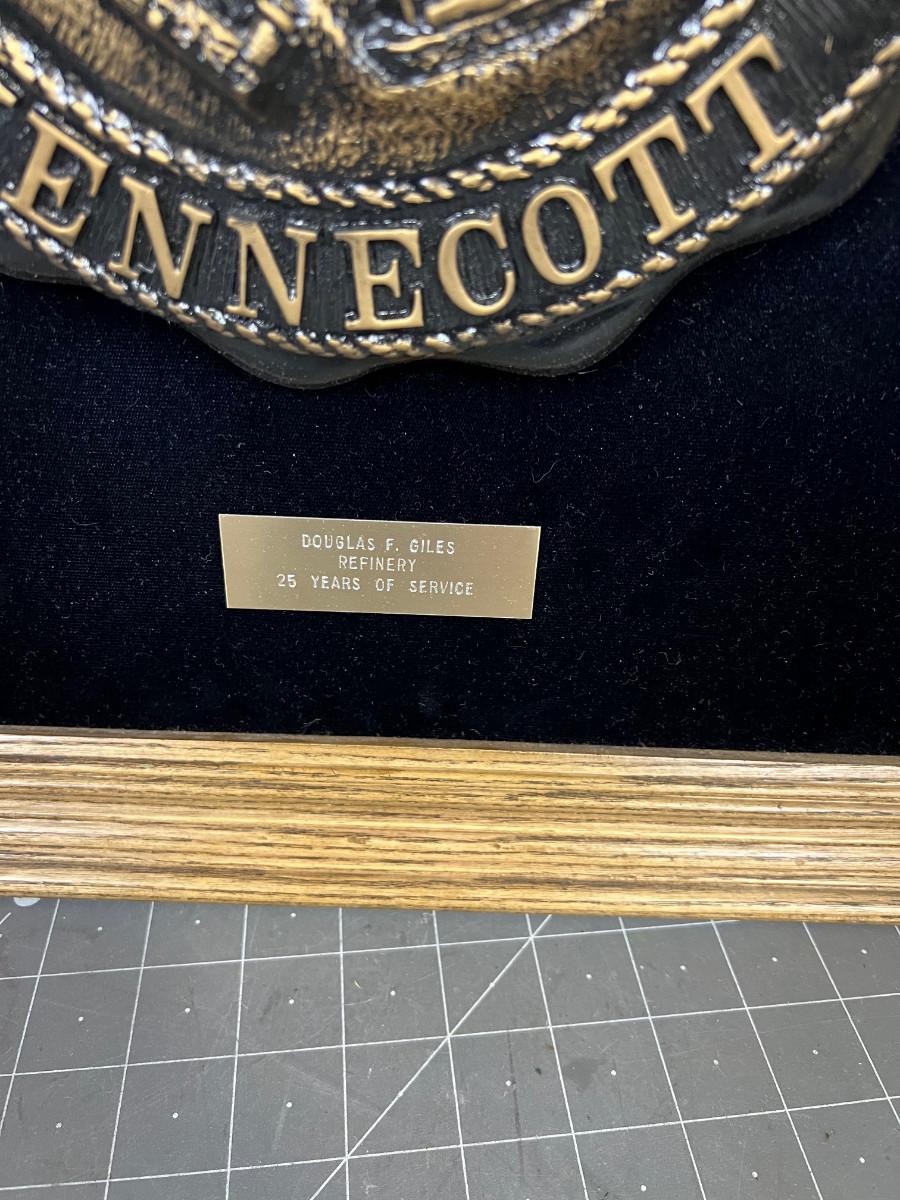 ENNECOTT
DOUGLAS F. GILES
REFINERY
25 YEARS OF SERVICE